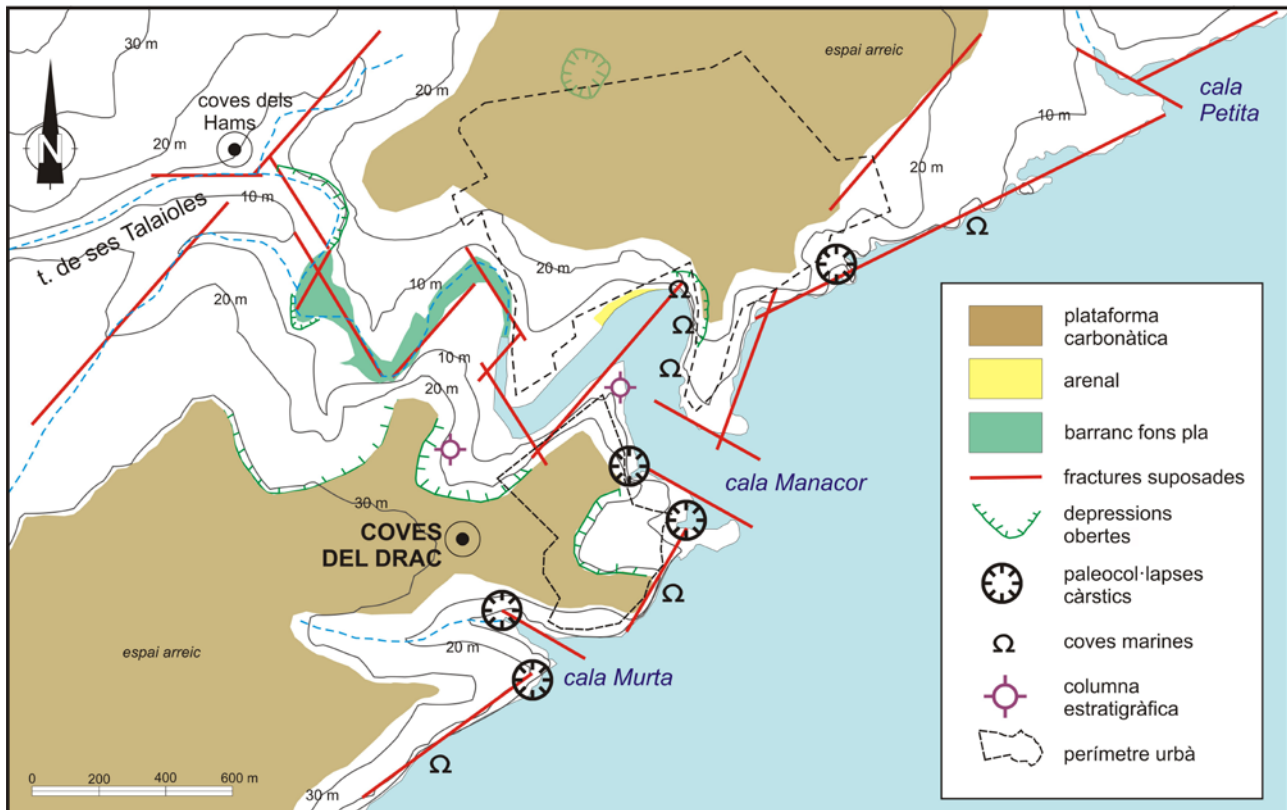 30 m
espai arreic
cala
Petita
20 m
coves dels
Hams
10 m
20 m
20 m
N
10 m
t. de ses Talaioles
20 m
10 m
20 m
10 m
20 m
30 m
COVES
DEL DRAC
cala Manacor
espai arreic
20 m
cala Murta
0 200 400 600 m
30 m
plataforma
carbonàtica
arenal
barranc fons pla
fractures suposades
depressions
obertes
paleocol·lapses
càrstics
coves marines
columna
estratigràfica
perímetre urbà